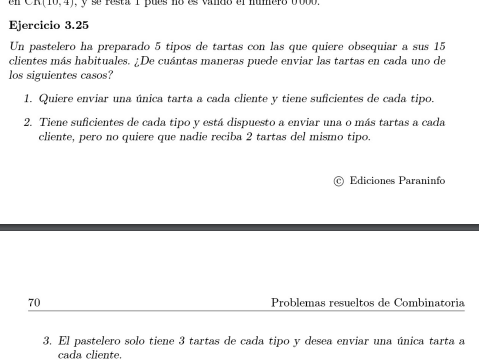 en CR(10, 4), y se resta 1 pues no es válido el número 0 000.
Ejercicio 3.25
Un pastelero ha preparado 5 tipos de tartas con las que quiere obsequiar a sus 15
clientes más habituales. ¿De cuántas maneras puede enviar las tartas en cada uno de
los siguientes casos?
1. Quiere enviar una única tarta a cada cliente y tiene suficientes de cada tipo.
2. Tiene suficientes de cada tipo y está dispuesto a enviar una o más tartas a cada
cliente, pero no quiere que nadie reciba 2 tartas del mismo tipo.
© Ediciones Paraninfo
70 Problemas resueltos de Combinatoria
3. El pastelero solo tiene 3 tartas de cada tipo y desea enviar una única tarta a
cada cliente.